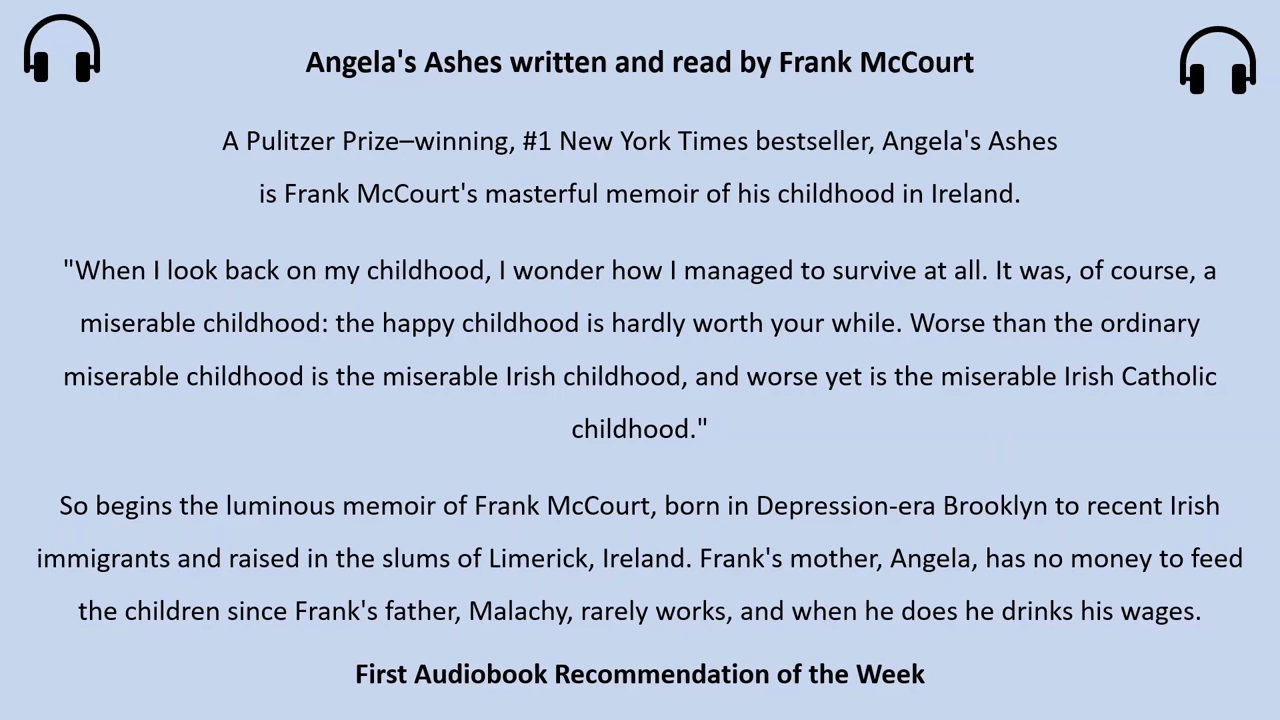 Angela's Ashes written and read by Frank McCourt
A Pulitzer Prize–winning, #1 New York Times bestseller, Angela's Ashes
is Frank McCourt's masterful memoir of his childhood in Ireland.
"When I look back on my childhood, I wonder how I managed to survive at all. It was, of course, a
miserable childhood: the happy childhood is hardly worth your while. Worse than the ordinary
miserable childhood is the miserable Irish childhood, and worse yet is the miserable Irish Catholic
childhood."
So begins the luminous memoir of Frank McCourt, born in Depression-era Brooklyn to recent Irish
immigrants and raised in the slums of Limerick, Ireland. Frank's mother, Angela, has no money to feed
the children since Frank's father, Malachy, rarely works, and when he does he drinks his wages.
First Audiobook Recommendation of the Week